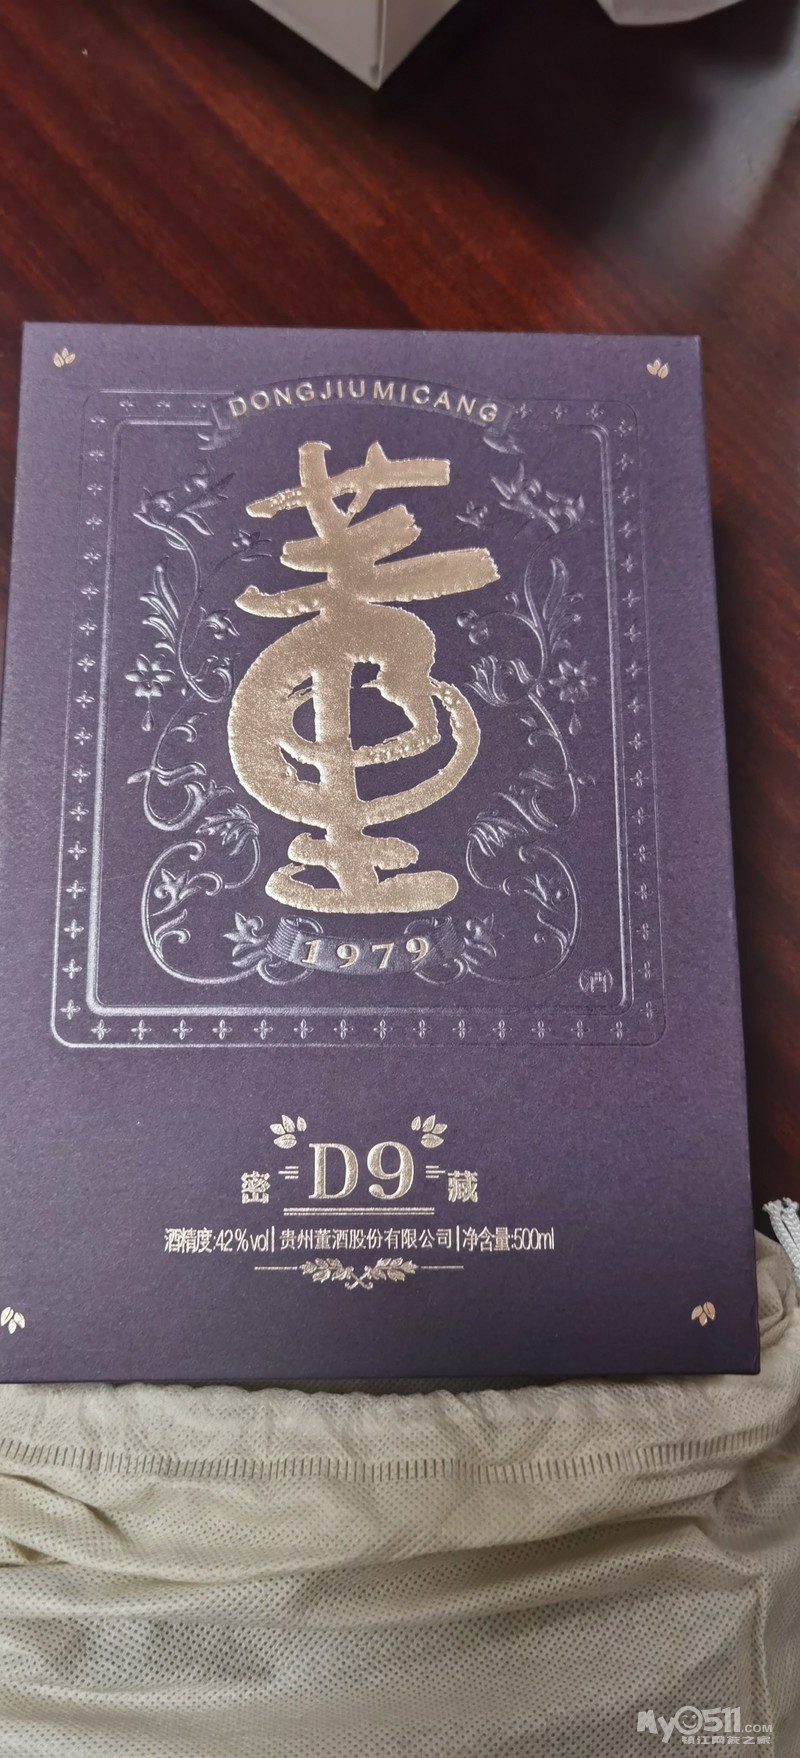 DONGJIUMICANG
董
1979
酒
密 D9 藏
酒精度:42%vol|贵州董酒股份有限公司|净含量:500ml
My0511.COM
镇江网友之家